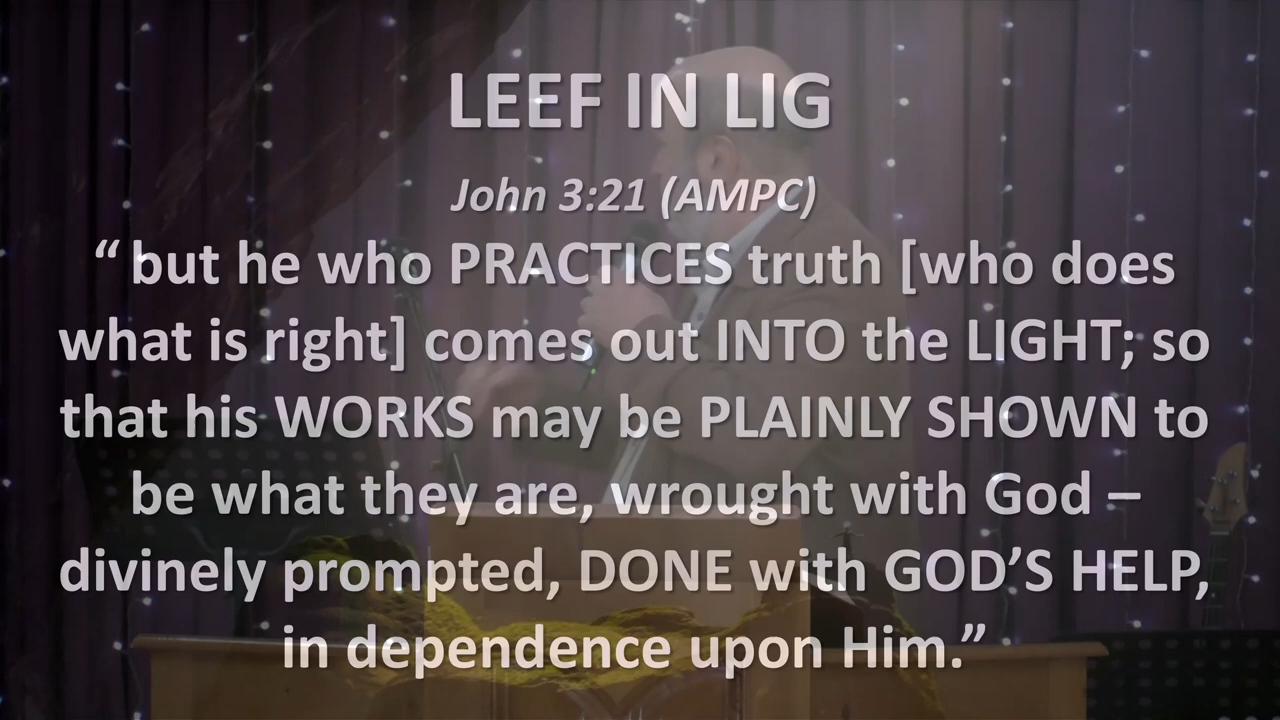 LEEF IN LIG
John 3:21 (AMPC)
“ but he who PRACTICES truth [who does
what is right] comes out INTO the LIGHT; so
that his WORKS may be PLAINLY SHOWN to
be what they are, wrought with God –
divinely prompted, DONE with GOD’S HELP,
in dependence upon Him.”